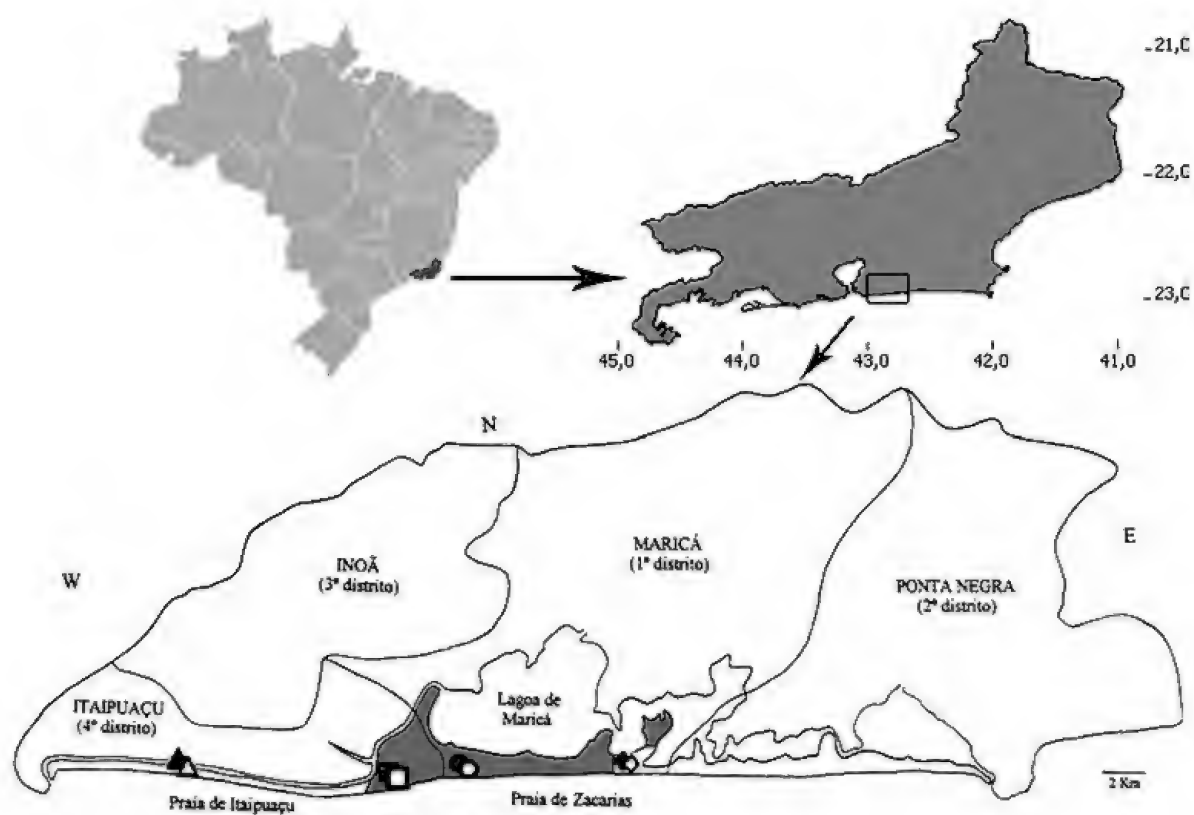 21,0
22,0
23,0
45,0 44,0 43,0 42,0 41,0
N
W
E
INOÃ
(3º distrito)
MARICÁ
(1º distrito)
PONTA NEGRA
(2º distrito)
ITAIPUAÇU
(4º distrito)
Lagoa de
Maricá
2 Km
Praia de Itaipuaçu
Praia de Zacarias